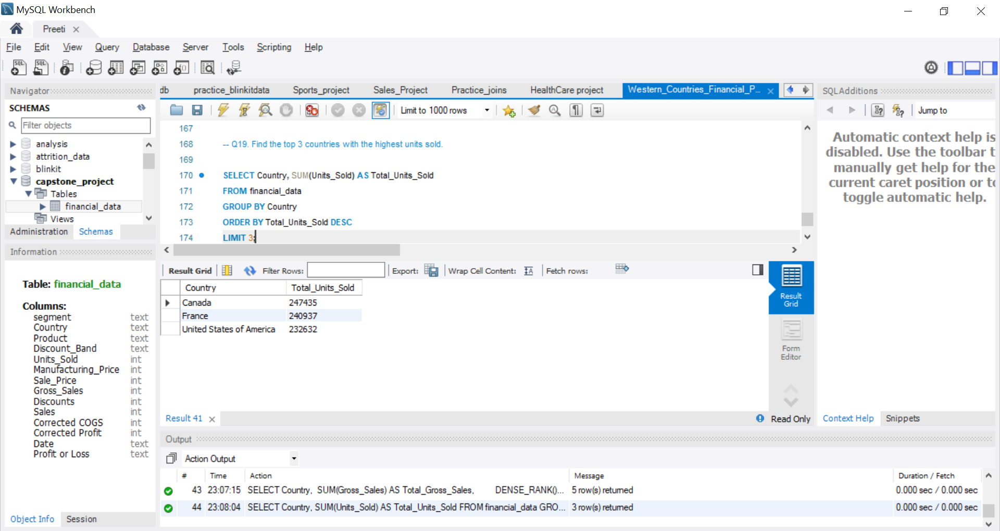 MySQL Workbench
Preeti
File Edit View Query Database Server Tools Scripting Help
Navigator
SCHEMAS
Filter objects
analysis
attrition_data
blinkit
capstone_project
Tables
financial_data
Views
Administration Schemas
Information
Table: financial_data
Columns:
segment text
Country text
Product text
Discount_Band text
Units_Sold int
Manufacturing_Price int
Sale_Price int
Gross_Sales int
Discounts int
Sales int
Corrected COGS int
Corrected Profit int
Date text
Profit or Loss text
Object Info Session
db practice_blinkitdata Sports_project Sales_Project Practice_joins HealthCare project Western_Countries_Financial_P...
Limit to 1000 rows
167
168 -- Q19. Find the top 3 countries with the highest units sold.
169
170 SELECT Country, SUM(Units_Sold) AS Total_Units_Sold
171 FROM financial_data
172 GROUP BY Country
173 ORDER BY Total_Units_Sold DESC
174 LIMIT 3;
Result Grid Filter Rows: Export: Wrap Cell Content: Fetch rows:
Country Total_Units_Sold
Canada 247435
France 240937
United States of America 232632
Result Grid
Form Editor
Result 41 Read Only
Output
Action Output
# Time Action Message Duration / Fetch
43 23:07:15 SELECT Country, SUM(Gross_Sales) AS Total_Gross_Sales, DENSE_RANK()... 5 row(s) returned 0.000 sec / 0.000 sec
44 23:08:04 SELECT Country, SUM(Units_Sold) AS Total_Units_Sold FROM financial_data GRO... 3 row(s) returned 0.000 sec / 0.000 sec
SQLAdditions
Jump to
Automatic context help is
disabled. Use the toolbar t
manually get help for the
current caret position or to
toggle automatic help.
Context Help Snippets